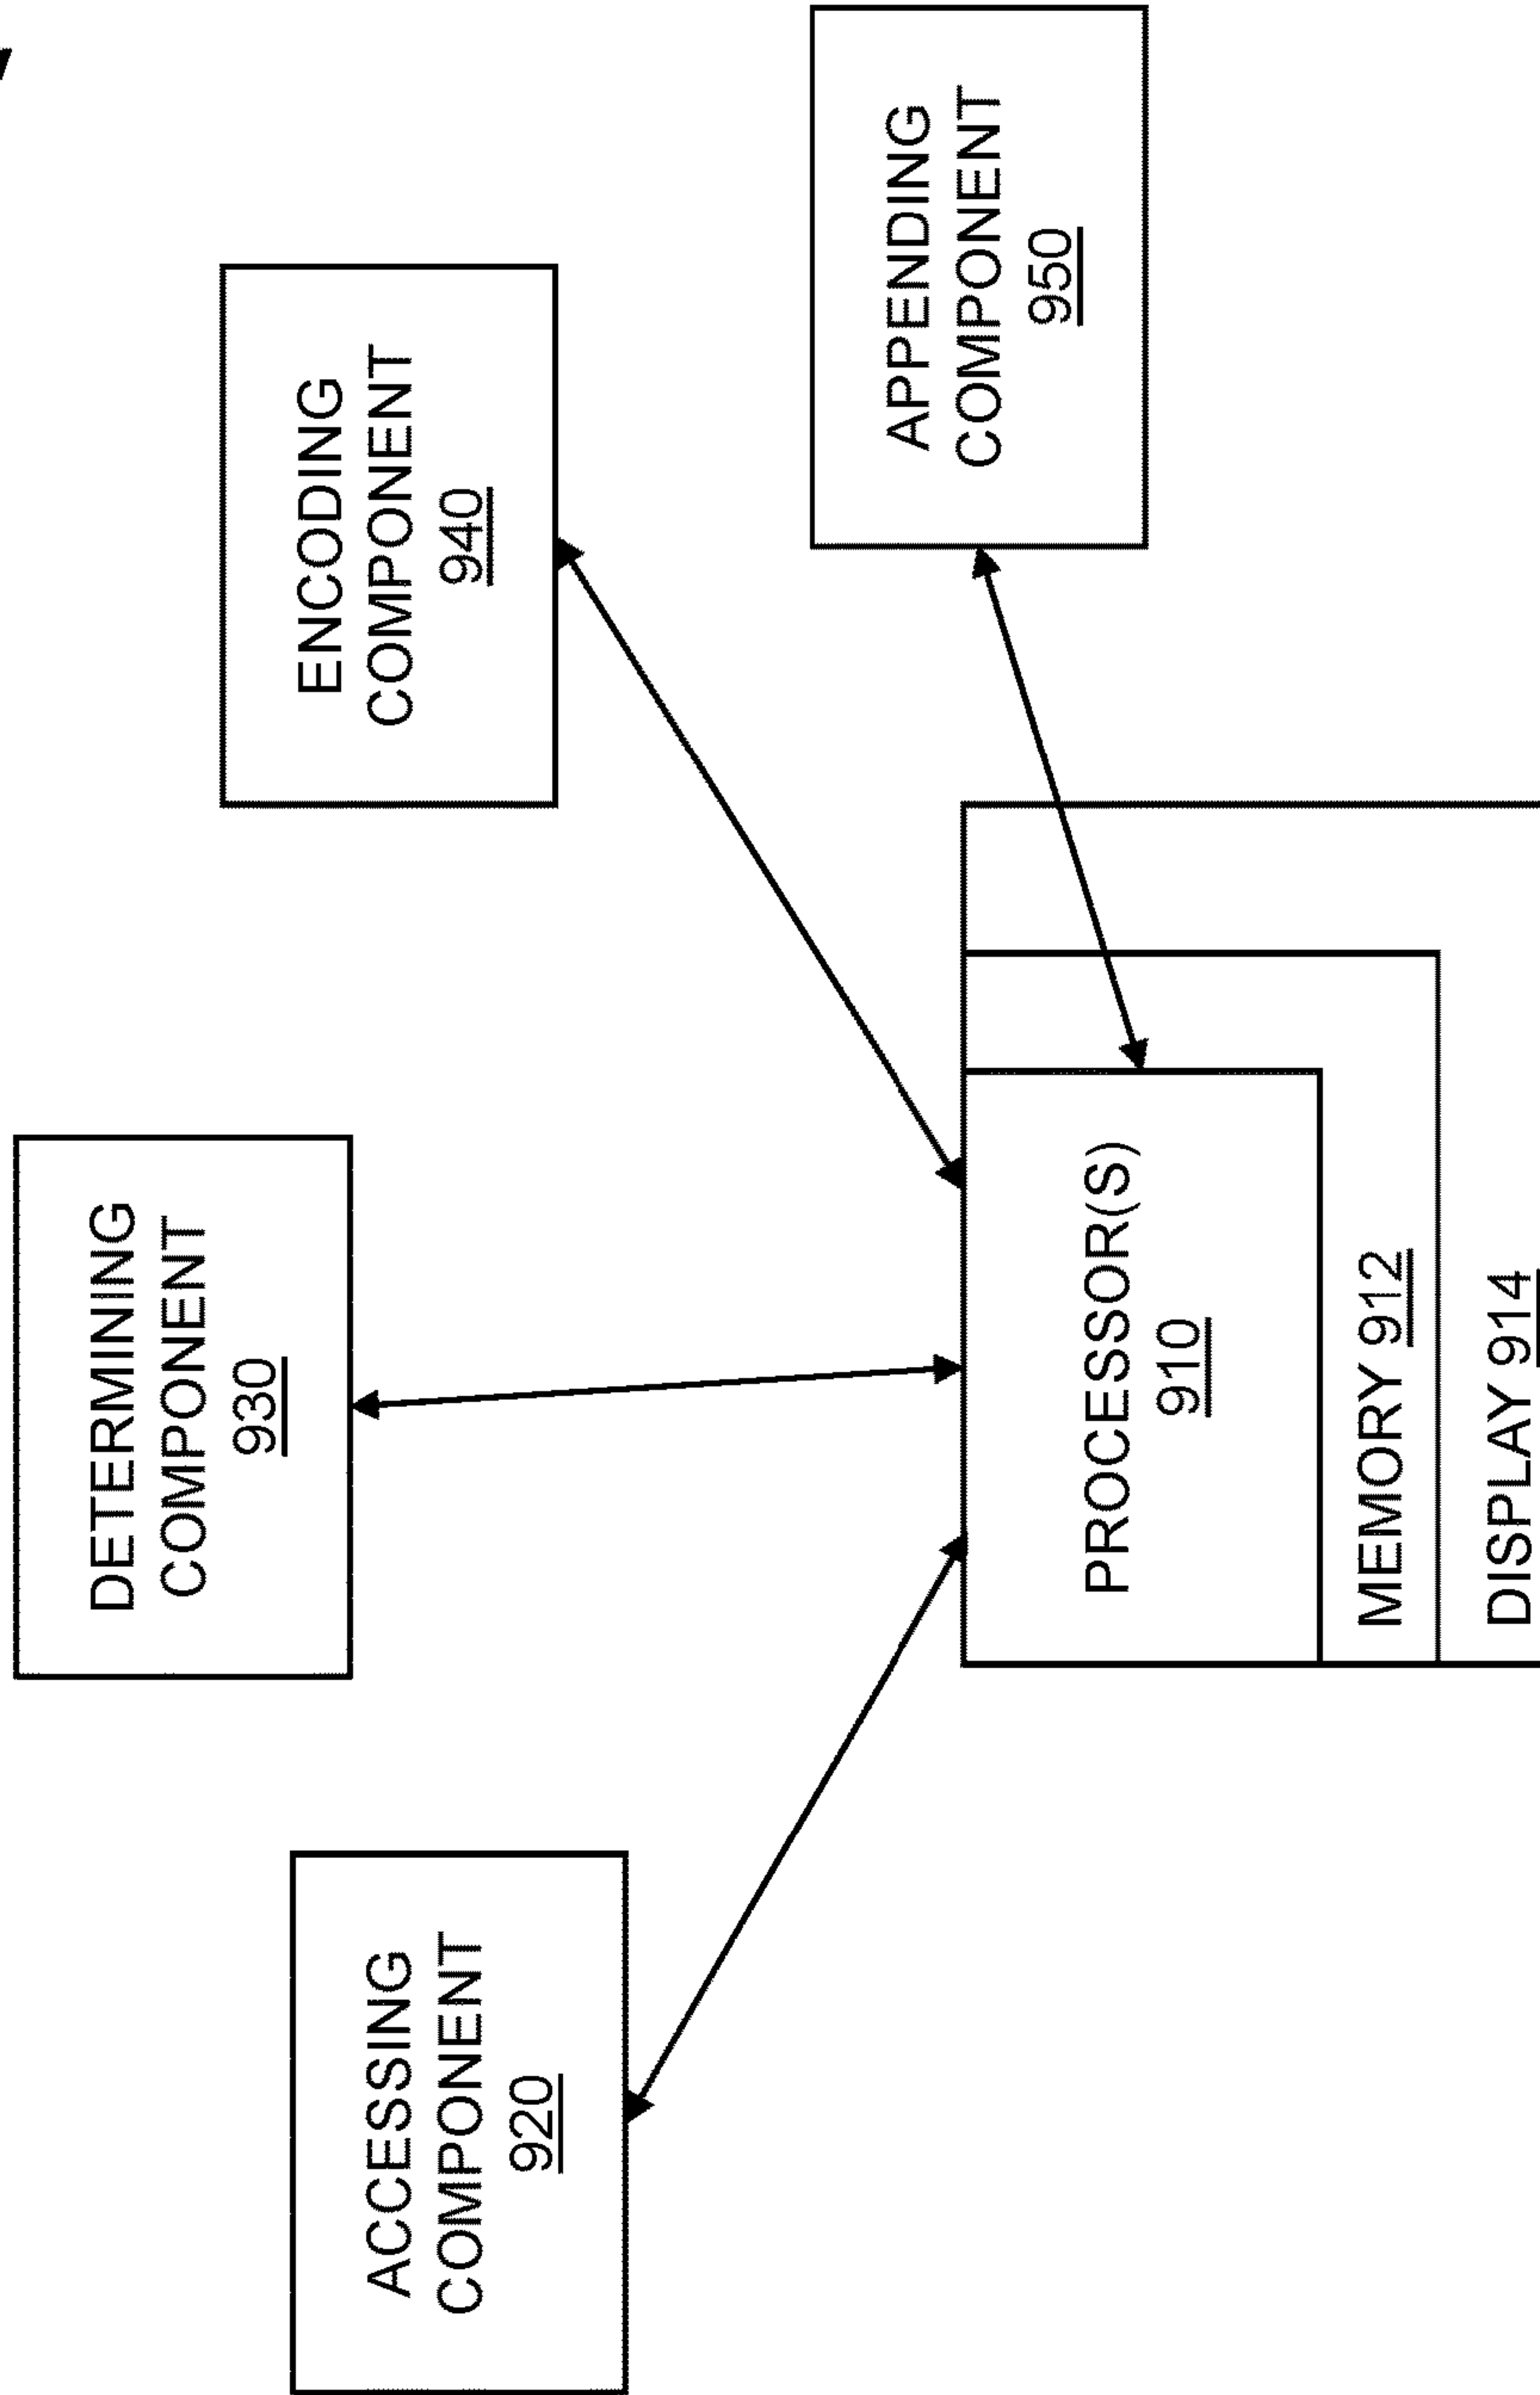 DETERMINING
COMPONENT
930
ENCODING
COMPONENT
940
ACCESSING
COMPONENT
920
APPENDING
COMPONENT
950
PROCESSOR(S)
910
MEMORY 912
DISPLAY 914